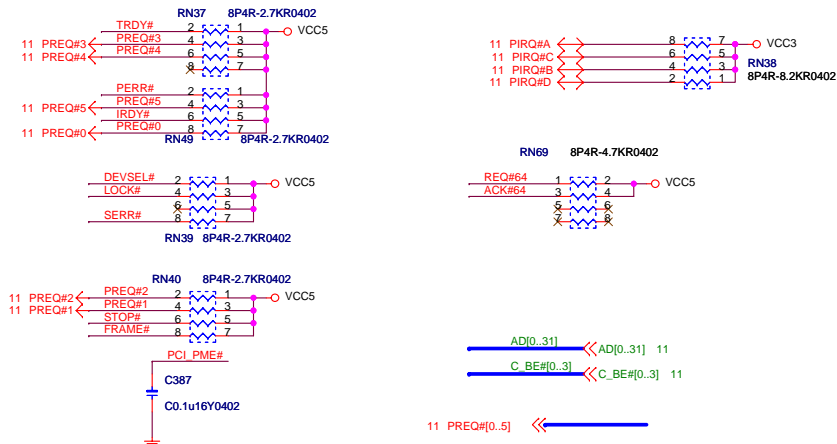 RN37 8P4R-2.7KR0402
TRDY# 2 1 VCC5
11 PREQ#3 PREQ#3 4 3
11 PREQ#4 PREQ#4 6 5
8 7
PERR# 2 1
11 PREQ#5 PREQ#5 4 3
IRDY# 6 5
11 PREQ#0 PREQ#0 8 7
RN49 8P4R-2.7KR0402
DEVSEL# 2 1 VCC5
LOCK# 4 3
6 5
SERR# 8 7
RN39 8P4R-2.7KR0402
RN40 8P4R-2.7KR0402
11 PREQ#2 PREQ#2 2 1 VCC5
11 PREQ#1 PREQ#1 4 3
STOP# 6 5
FRAME# 8 7
PCI_PME#
C387
C0.1u16Y0402
11 PIRQ#A 8 7 VCC3
11 PIRQ#C 6 5 RN38
11 PIRQ#B 4 3 8P4R-8.2KR0402
11 PIRQ#D 2 1
RN69 8P4R-4.7KR0402
REQ#64 1 2 VCC5
ACK#64 3 4
5 6
7 8
AD[0..31] AD[0..31] 11
C_BE#[0..3] C_BE#[0..3] 11
11 PREQ#[0..5]